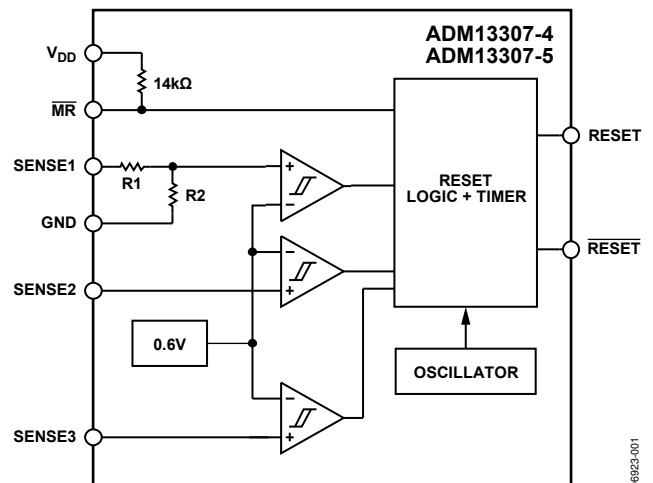 ADM13307-4
ADM13307-5
VDD
14kΩ
MR
SENSE1
R1
R2
GND
SENSE2
SENSE3
0.6V
+
−
−
+
−
+
RESET
LOGIC + TIMER
OSCILLATOR
RESET
RESET
06923-001